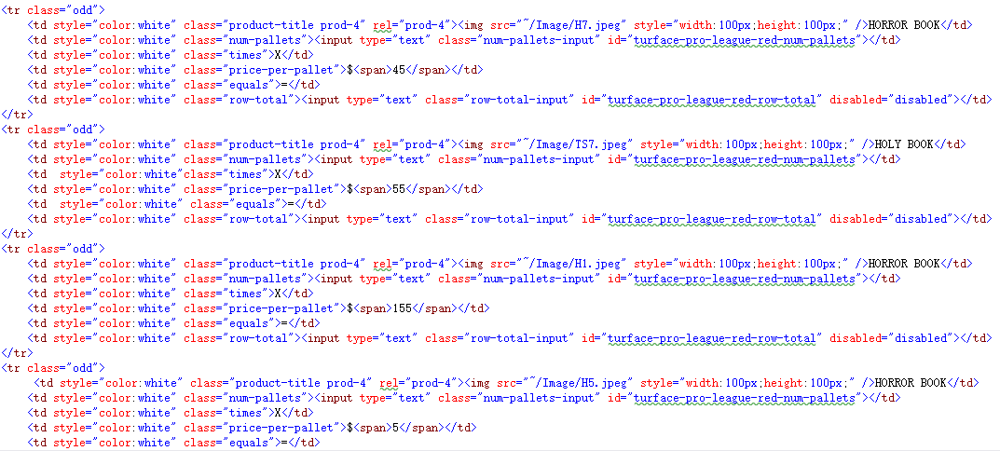 <tr class="odd">
<td style="color:white" class="product-title prod-4" rel="prod-4"><img src="~/Image/H7.jpeg" style="width:100px;height:100px;" />HORROR BOOK</td>
<td style="color:white" class="num-pallets"><input type="text" class="num-pallets-input" id="turface-pro-league-red-num-pallets"></td>
<td style="color:white" class="times">X</td>
<td style="color:white" class="price-per-pallet">$<span>45</span></td>
<td style="color:white" class="equals">=</td>
<td style="color:white" class="row-total"><input type="text" class="row-total-input" id="turface-pro-league-red-row-total" disabled="disabled"></td>
</tr>
<tr class="odd">
<td style="color:white" class="product-title prod-4" rel="prod-4"><img src="~/Image/TS7.jpeg" style="width:100px;height:100px;" />HOLY BOOK</td>
<td style="color:white" class="num-pallets"><input type="text" class="num-pallets-input" id="turface-pro-league-red-num-pallets"></td>
<td  style="color:white"class="times">X</td>
<td style="color:white" class="price-per-pallet">$<span>55</span></td>
<td  style="color:white" class="equals">=</td>
<td style="color:white" class="row-total"><input type="text" class="row-total-input" id="turface-pro-league-red-row-total" disabled="disabled"></td>
</tr>
<tr class="odd">
<td style="color:white" class="product-title prod-4" rel="prod-4"><img src="~/Image/H1.jpeg" style="width:100px;height:100px;" />HORROR BOOK</td>
<td style="color:white" class="num-pallets"><input type="text" class="num-pallets-input" id="turface-pro-league-red-num-pallets"></td>
<td style="color:white" class="times">X</td>
<td style="color:white" class="price-per-pallet">$<span>155</span></td>
<td style="color:white" class="equals">=</td>
<td style="color:white" class="row-total"><input type="text" class="row-total-input" id="turface-pro-league-red-row-total" disabled="disabled"></td>
</tr>
<tr class="odd">
<td style="color:white" class="product-title prod-4" rel="prod-4"><img src="~/Image/H5.jpeg" style="width:100px;height:100px;" />HORROR BOOK</td>
<td style="color:white" class="num-pallets"><input type="text" class="num-pallets-input" id="turface-pro-league-red-num-pallets"></td>
<td style="color:white" class="times">X</td>
<td style="color:white" class="price-per-pallet">$<span>5</span></td>
<td style="color:white" class="equals">=</td>